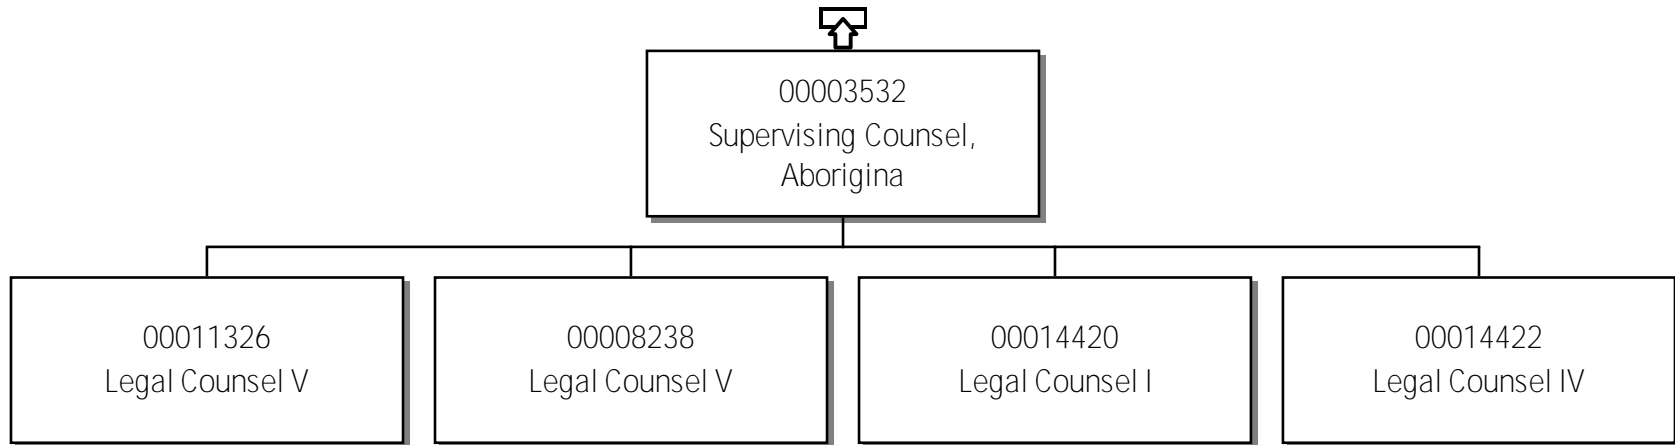 00003532
Supervising Counsel,
Aborigina
00011326
Legal Counsel V
00008238
Legal Counsel V
00014420
Legal Counsel I
00014422
Legal Counsel IV